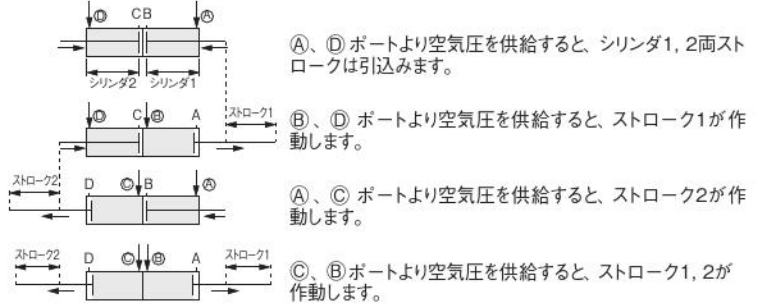 Ⓓ CB Ⓐ
シリンダ2 シリンダ1
Ⓐ、Ⓓ ポートより空気圧を供給すると、シリンダ1, 2両スト
ロークは引込みます。
Ⓓ CⒷ A ストローク1
Ⓑ、Ⓓ ポートより空気圧を供給すると、ストローク1が作
動します。
ストローク2 D ⒸB Ⓐ
Ⓐ、Ⓒ ポートより空気圧を供給すると、ストローク2が作
動します。
ストローク2 D ⒸⒷ A ストローク1
Ⓒ、Ⓑポートより空気圧を供給すると、ストローク1, 2が
作動します。